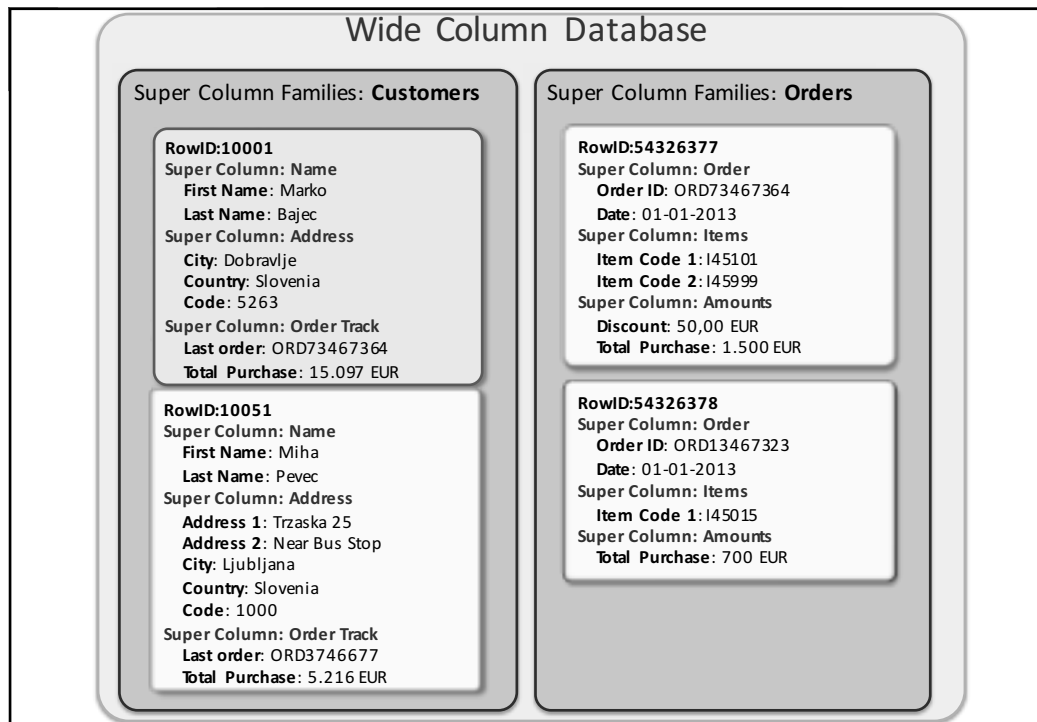 Wide Column Database
Super Column Families: Customers
RowID:10001
Super Column: Name
First Name: Marko
Last Name: Bajec
Super Column: Address
City: Dobravlje
Country: Slovenia
Code: 5263
Super Column: Order Track
Last order: ORD73467364
Total Purchase: 15.097 EUR
RowID:10051
Super Column: Name
First Name: Miha
Last Name: Pevec
Super Column: Address
Address 1: Trzaska 25
Address 2: Near Bus Stop
City: Ljubljana
Country: Slovenia
Code: 1000
Super Column: Order Track
Last order: ORD3746677
Total Purchase: 5.216 EUR
Super Column Families: Orders
RowID:54326377
Super Column: Order
Order ID: ORD73467364
Date: 01-01-2013
Super Column: Items
Item Code 1: I45101
Item Code 2: I45999
Super Column: Amounts
Discount: 50,00 EUR
Total Purchase: 1.500 EUR
RowID:54326378
Super Column: Order
Order ID: ORD13467323
Date: 01-01-2013
Super Column: Items
Item Code 1: I45015
Super Column: Amounts
Total Purchase: 700 EUR